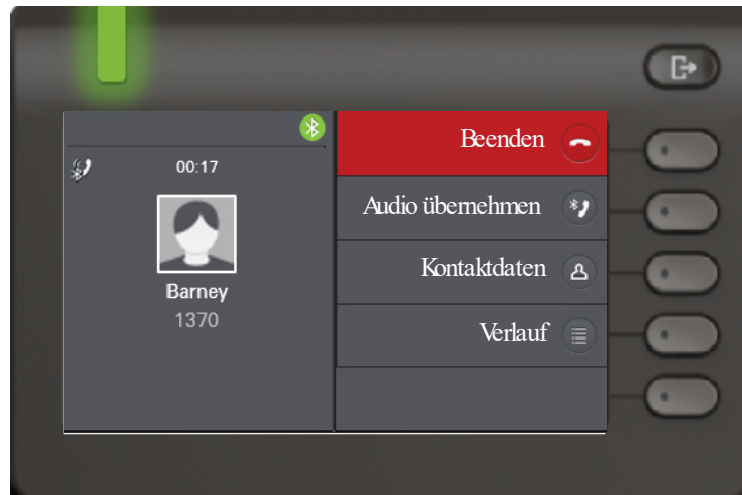 Beenden
00:17
Audio übernehmen
Barney
1370
Kontaktdaten
Verlauf